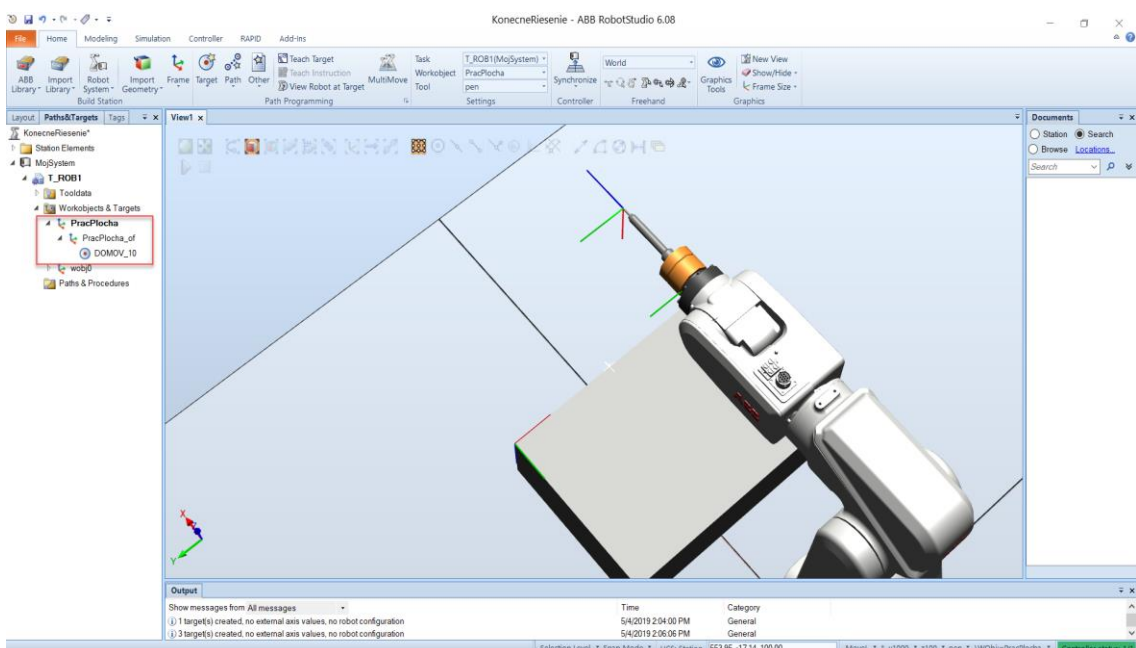 KonecneRiesenie - ABB RobotStudio 6.08
File Home Modeling Simulation Controller RAPID Add-Ins
ABB Library Import Library Robot System Import Geometry
Build Station
Frame Target Path Other
Teach Target
Teach Instruction
View Robot at Target
MultiMove
Path Programming
Task T_ROB1(MojSystem)
Workobject PracPlocha
Tool pen
Settings
Synchronize
Controller
World
Freehand
Graphics Tools
New View
Show/Hide
Frame Size
Graphics
Layout Paths&Targets Tags
KonecneRiesenie*
Station Elements
MojSystem
T_ROB1
Tooldata
Workobjects & Targets
PracPlocha
PracPlocha_of
DOMOV_10
wobj0
Paths & Procedures
View1
X
Y
Documents
Station Search
Browse Locations...
Search
Output
Show messages from All messages Time Category
1 target(s) created, no external axis values, no robot configuration 5/4/2019 2:04:00 PM General
3 target(s) created, no external axis values, no robot configuration 5/4/2019 2:06:06 PM General